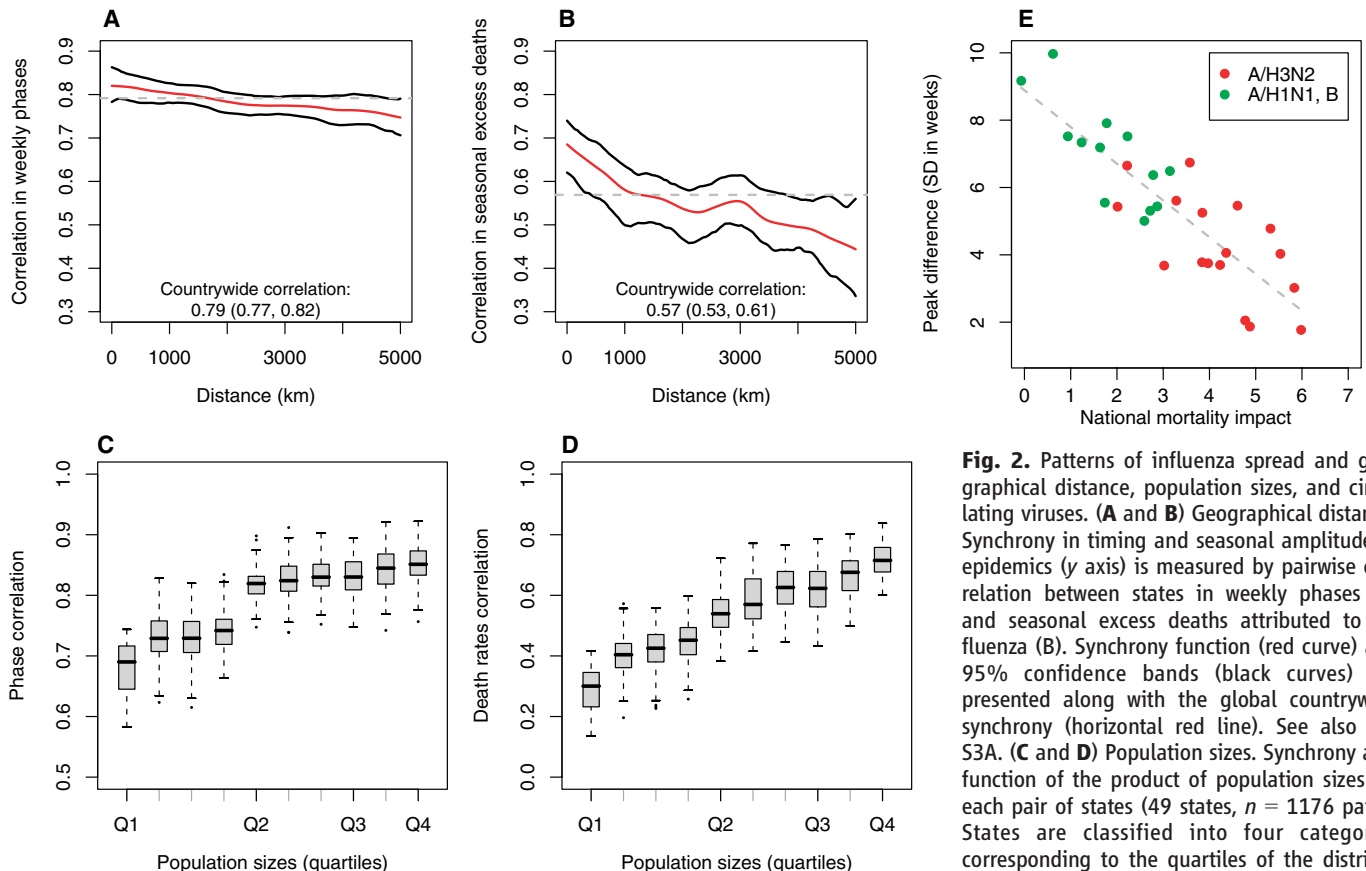 A
Correlation in weekly phases
0.9
0.8
0.7
0.6
0.5
0.4
0.3
Countrywide correlation:
0.79 (0.77, 0.82)
0 1000 3000 5000
Distance (km)
B
Correlation in seasonal excess deaths
0.9
0.8
0.7
0.6
0.5
0.4
0.3
Countrywide correlation:
0.57 (0.53, 0.61)
0 1000 3000 5000
Distance (km)
E
Peak difference (SD in weeks)
10
8
6
4
2
A/H3N2
A/H1N1, B
0 1 2 3 4 5 6 7
National mortality impact
C
Phase correlation
1.0
0.9
0.8
0.7
0.6
0.5
Q1 Q2 Q3 Q4
Population sizes (quartiles)
D
Death rates correlation
1.0
0.8
0.6
0.4
0.2
0.0
Q1 Q2 Q3 Q4
Population sizes (quartiles)
Fig. 2. Patterns of influenza spread and
graphical distance, population sizes, and
lating viruses. (A and B) Geographical
Synchrony in timing and seasonal amplitude
epidemics (y axis) is measured by pairwise
relation between states in weekly phases
and seasonal excess deaths attributed to
fluenza (B). Synchrony function (red curve)
95% confidence bands (black curves)
presented along with the global
synchrony (horizontal red line). See also
S3A. (C and D) Population sizes. Synchrony
function of the product of population sizes
each pair of states (49 states, n = 1176
States are classified into four
corresponding to the quartiles of the